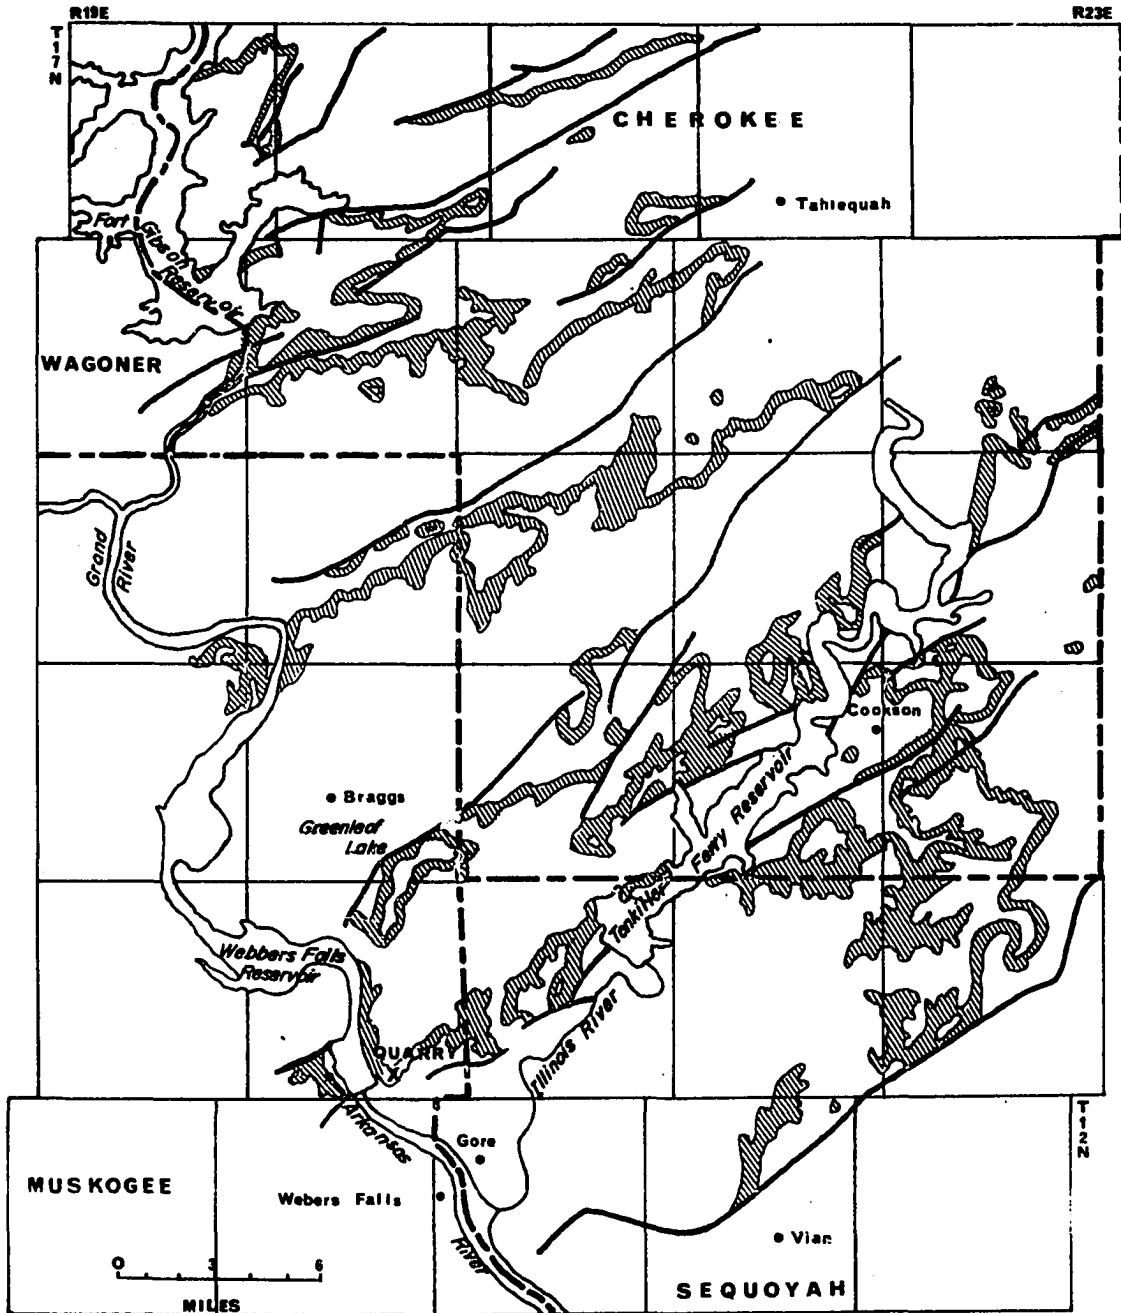 R19E
R23E
T17N
CHEROKEE
Tahlequah
Fort Gibson Reservoir
WAGONER
Grand River
Cookson
Braggs
Greenleaf Lake
Tenkiller Ferry Reservoir
Webbers Falls Reservoir
QUARRY
Illinois River
Arkansas River
T12N
Gore
MUSKOGEE
Webers Falls
Vian
0 3 6
MILES
SEQUOYAH